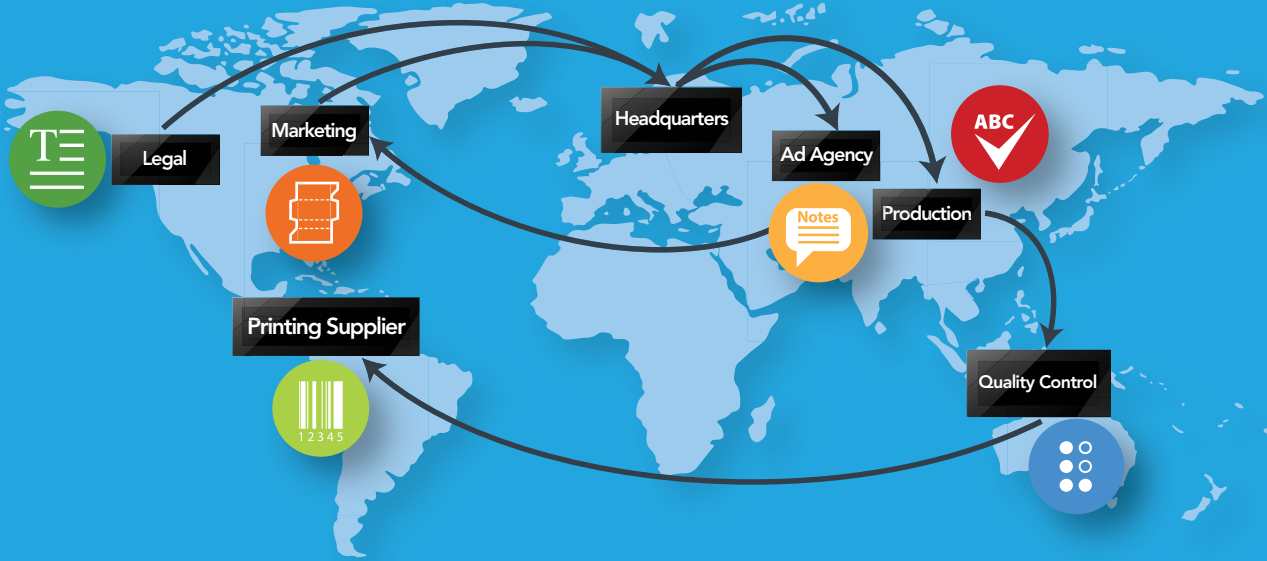 T
Legal
Marketing
Headquarters
Ad Agency
ABC
Notes
Production
Printing Supplier
12345
Quality Control